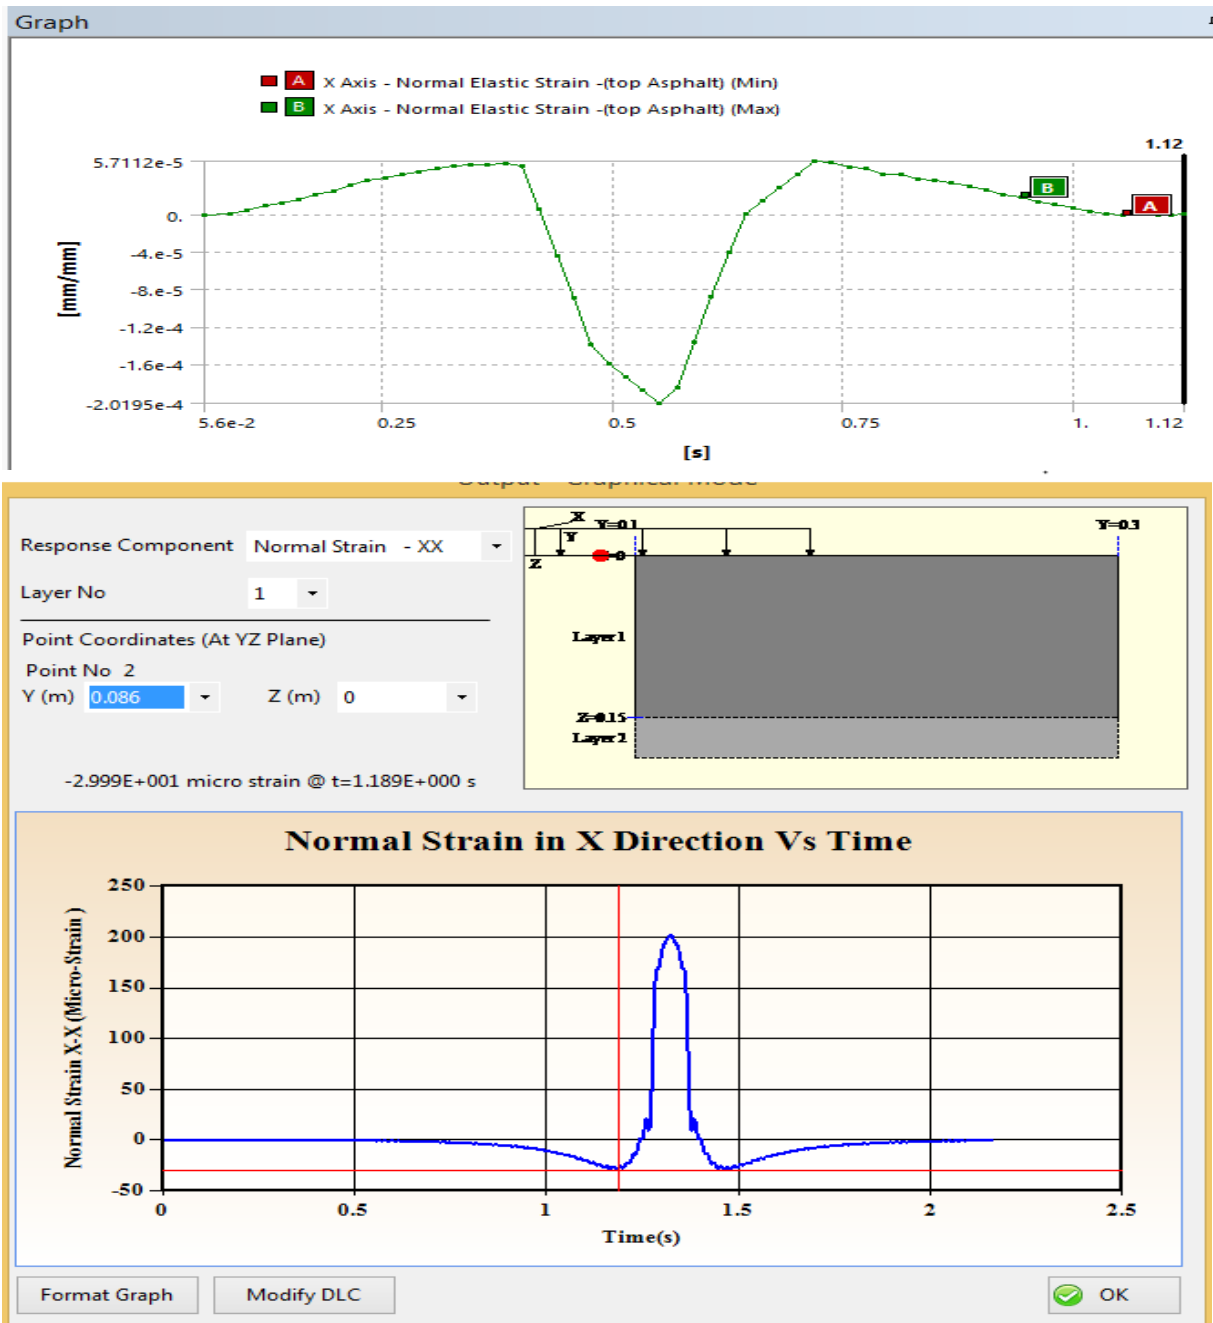 Graph
A X Axis - Normal Elastic Strain -(top Asphalt) (Min)
B X Axis - Normal Elastic Strain -(top Asphalt) (Max)
1.12
5.7112e-5
0.
-4.e-5
-8.e-5
-1.2e-4
-1.6e-4
-2.0195e-4
[mm/mm]
B
A
5.6e-2 0.25 0.5 0.75 1. 1.12
[s]
Output - Graphical Mode
Response Component Normal Strain - XX
Layer No 1
Point Coordinates (At YZ Plane)
Point No 2
Y (m) 0.086 Z (m) 0
-2.999E+001 micro strain @ t=1.189E+000 s
X Y=0.1 Y=0.3
Y
Z =0
Layer 1
Z=0.15
Layer 2
Normal Strain in X Direction Vs Time
Normal Strain X-X (Micro-Strain )
250
200
150
100
50
0
-50
0 0.5 1 1.5 2 2.5
Time(s)
Format Graph Modify DLC OK